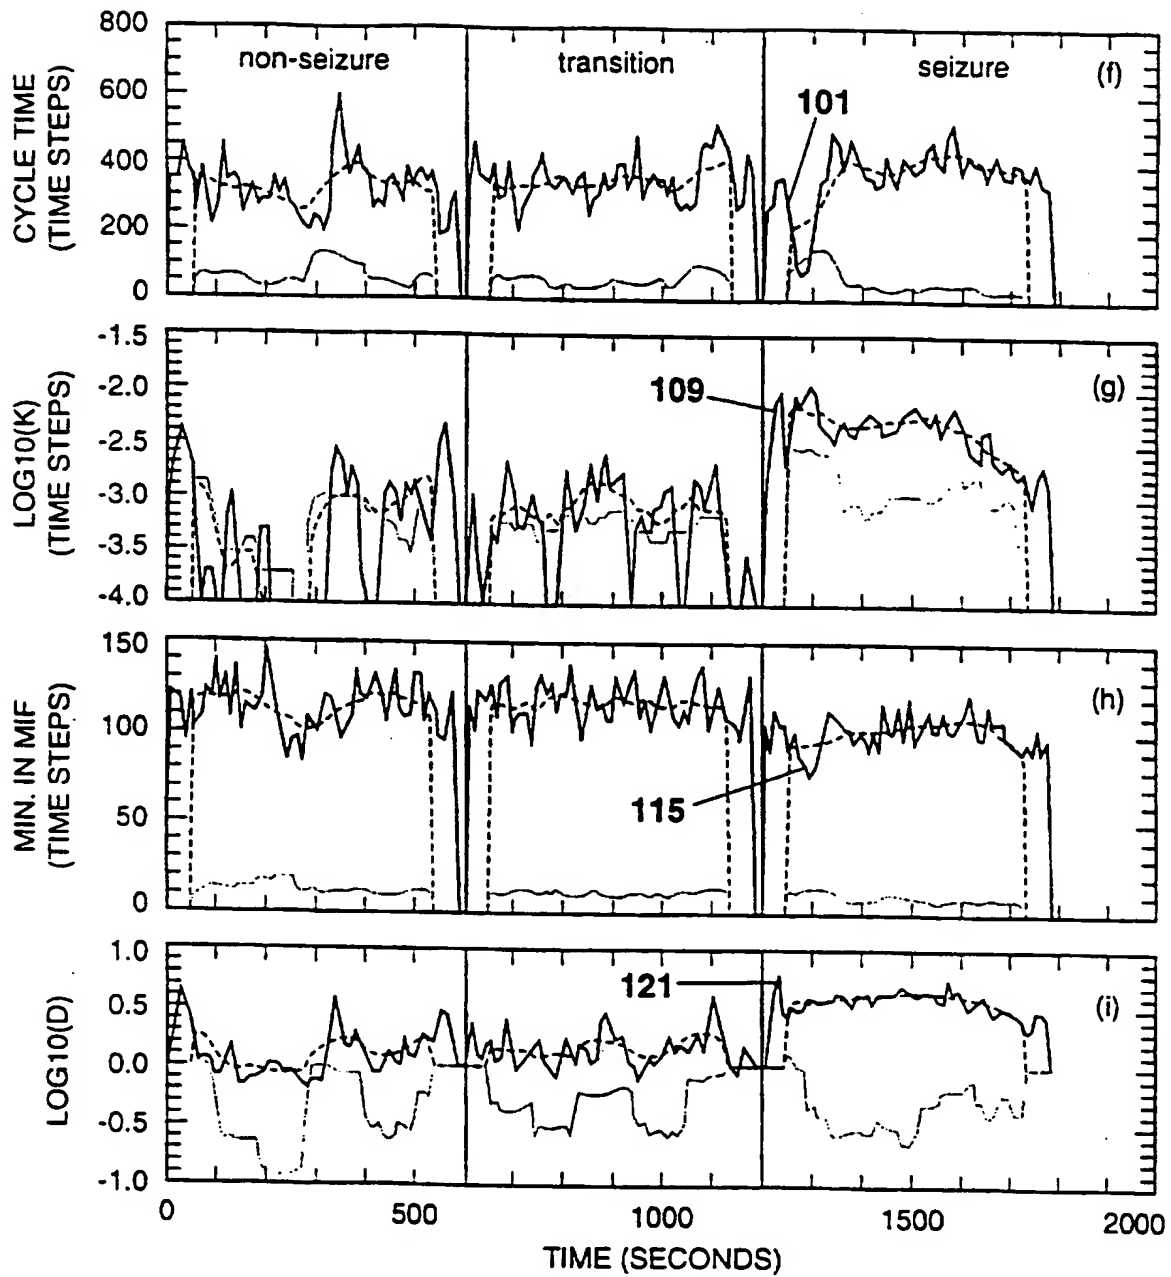 800
600
400
200
0
CYCLE TIME
(TIME STEPS)
non-seizure
transition
seizure
(f)
101
-1.5
-2.0
-2.5
-3.0
-3.5
-4.0
LOG10(K)
(TIME STEPS)
109
(g)
150
100
50
0
MIN. IN MIF
(TIME STEPS)
115
(h)
1.0
0.5
0.0
-0.5
-1.0
LOG10(D)
121
(i)
0
500
1000
1500
2000
TIME (SECONDS)